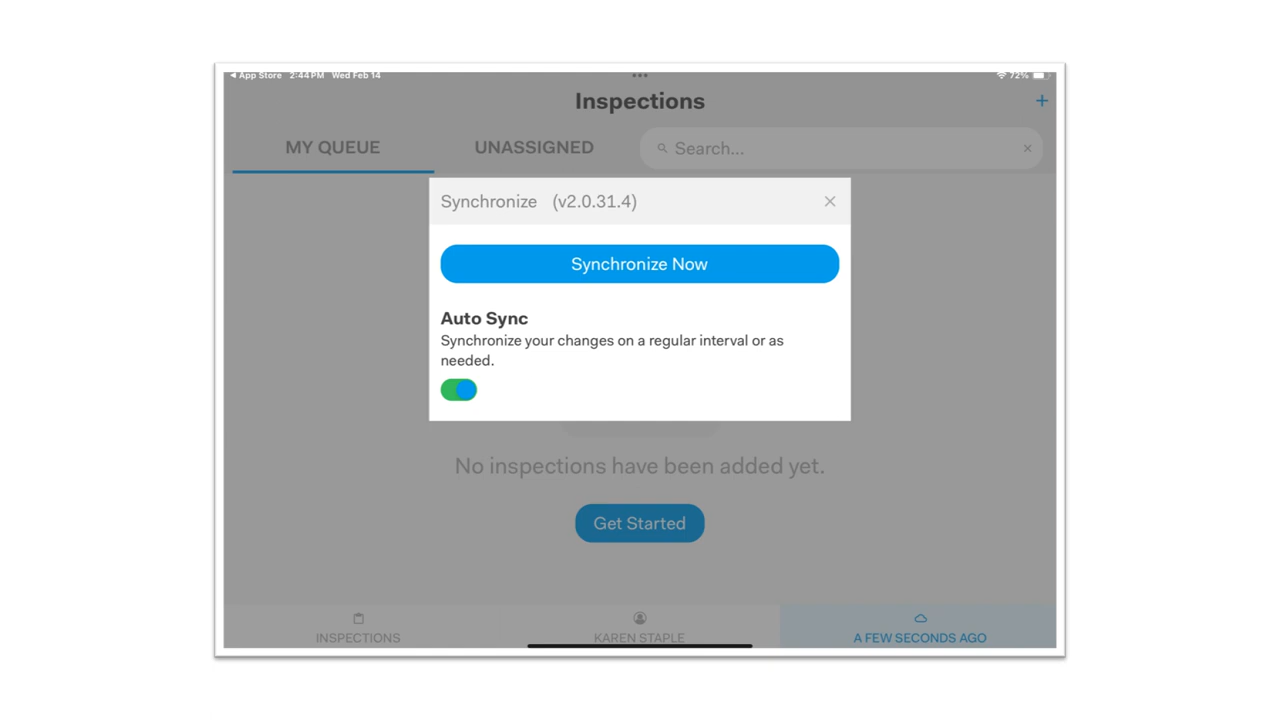 App Store 2:44 PM Wed Feb 14 72%
Inspections
MY QUEUE UNASSIGNED Search...
Synchronize (v2.0.31.4)
Synchronize Now
Auto Sync
Synchronize your changes on a regular interval or as
needed.
No inspections have been added yet.
Get Started
INSPECTIONS KAREN STAPLE A FEW SECONDS AGO